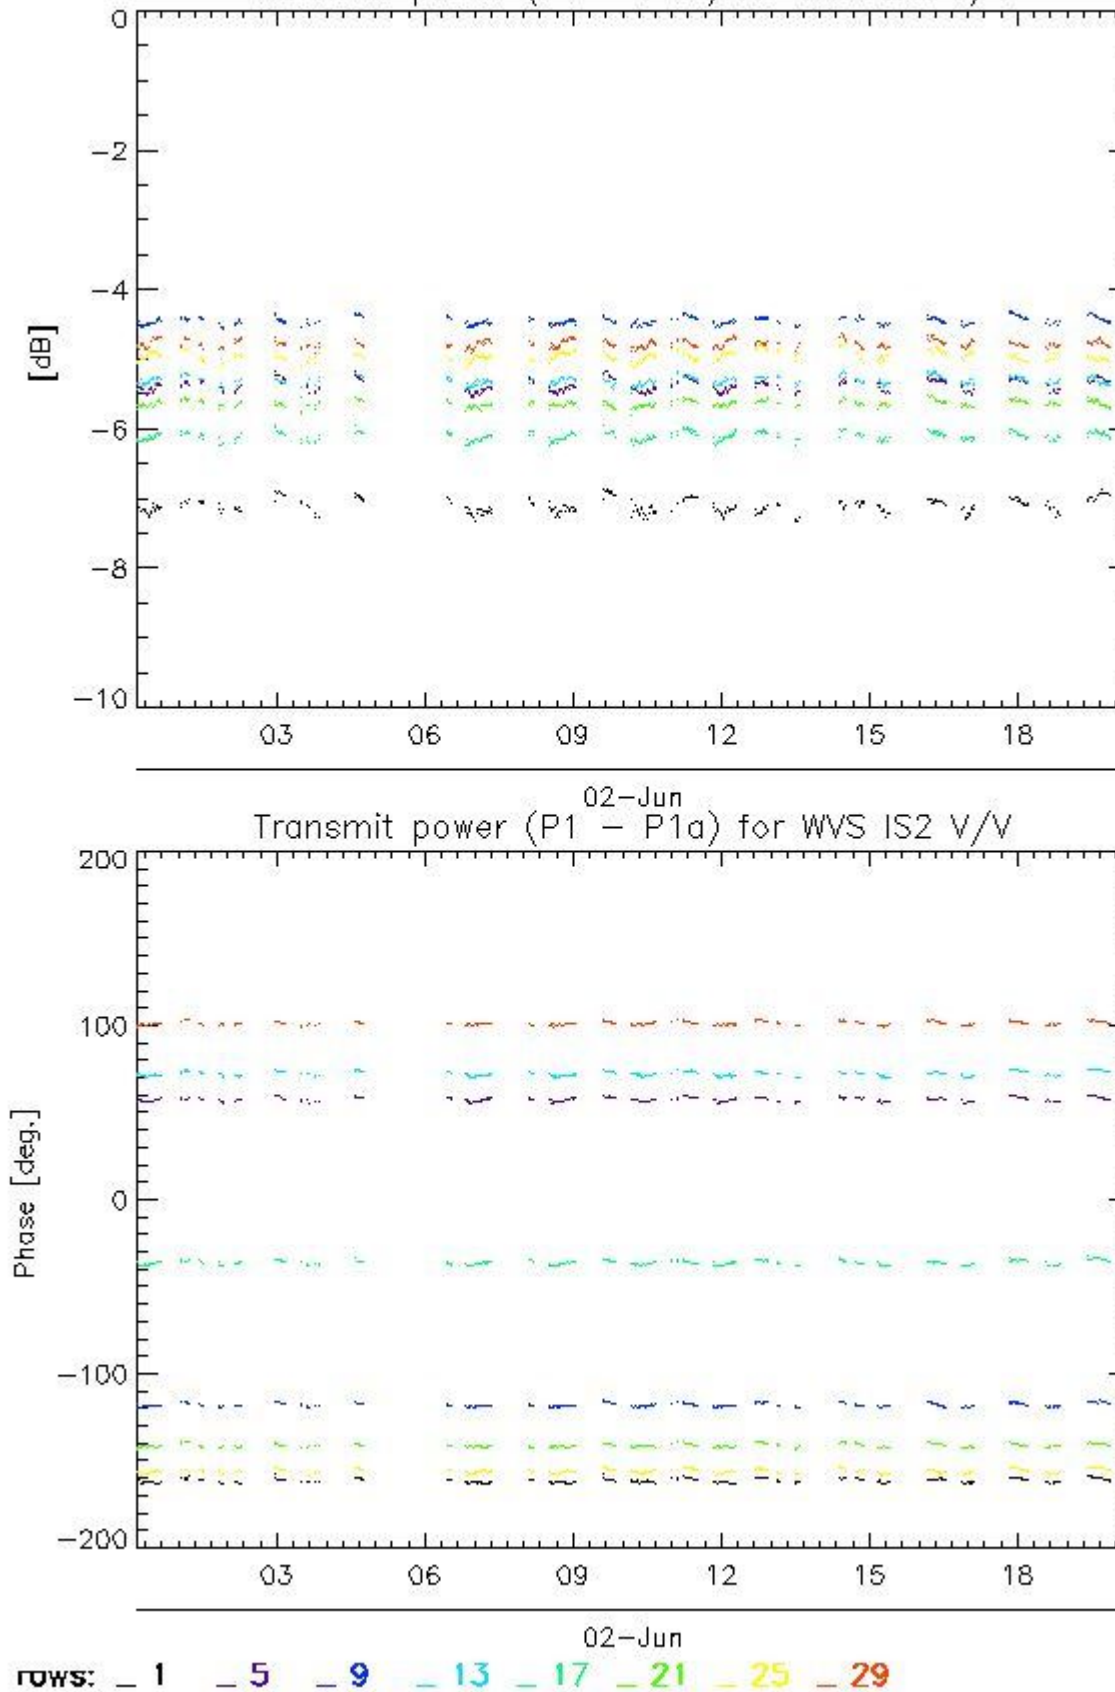 0
-2
-4
[dB]
-6
-8
-10
03 06 09 12 15 18
02-Jun
Transmit power (P1 - P1a) for WVS IS2 V/V
200
100
Phase [deg.]
0
-100
-200
03 06 09 12 15 18
02-Jun
rows: _ 1 _ 5 _ 9 _ 13 _ 17 _ 21 _ 25 _ 29